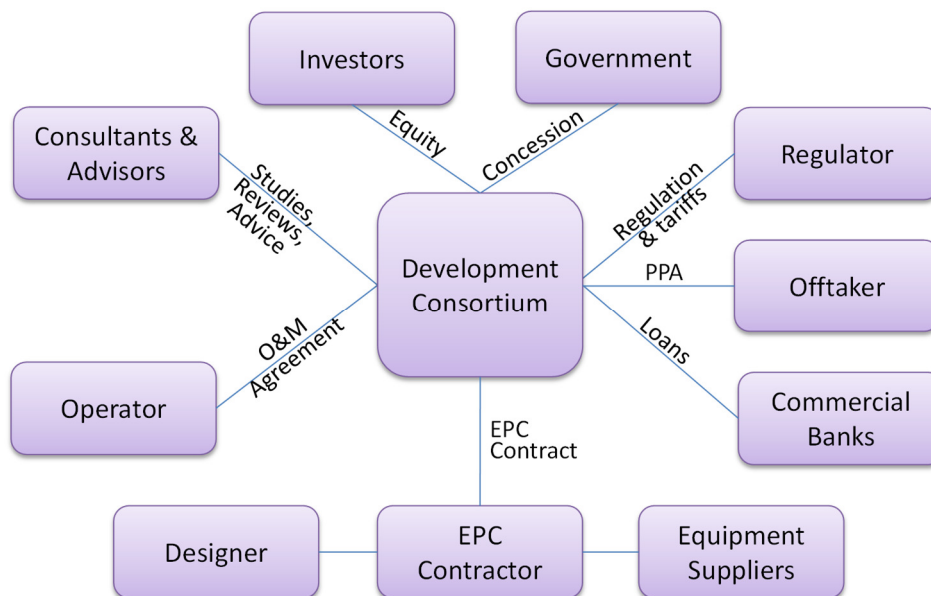 Investors
Government
Equity
Concession
Consultants &
Advisors
Studies,
Reviews,
Advice
Regulator
Regulation
& tariffs
Development
Consortium
PPA
Offtaker
Loans
O&M
Agreement
Operator
Commercial
Banks
EPC
Contract
Designer
EPC
Contractor
Equipment
Suppliers